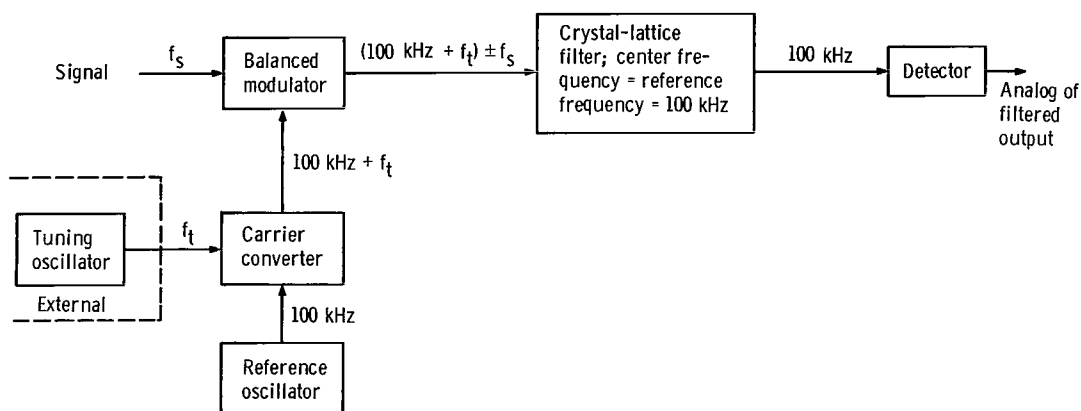 Signal
f_s
Balanced
modulator
(100 kHz + f_t) ± f_s
Crystal-lattice
filter; center fre-
quency = reference
frequency = 100 kHz
100 kHz
Detector
Analog of
filtered
output
100 kHz + f_t
Tuning
oscillator
External
f_t
Carrier
converter
100 kHz
Reference
oscillator